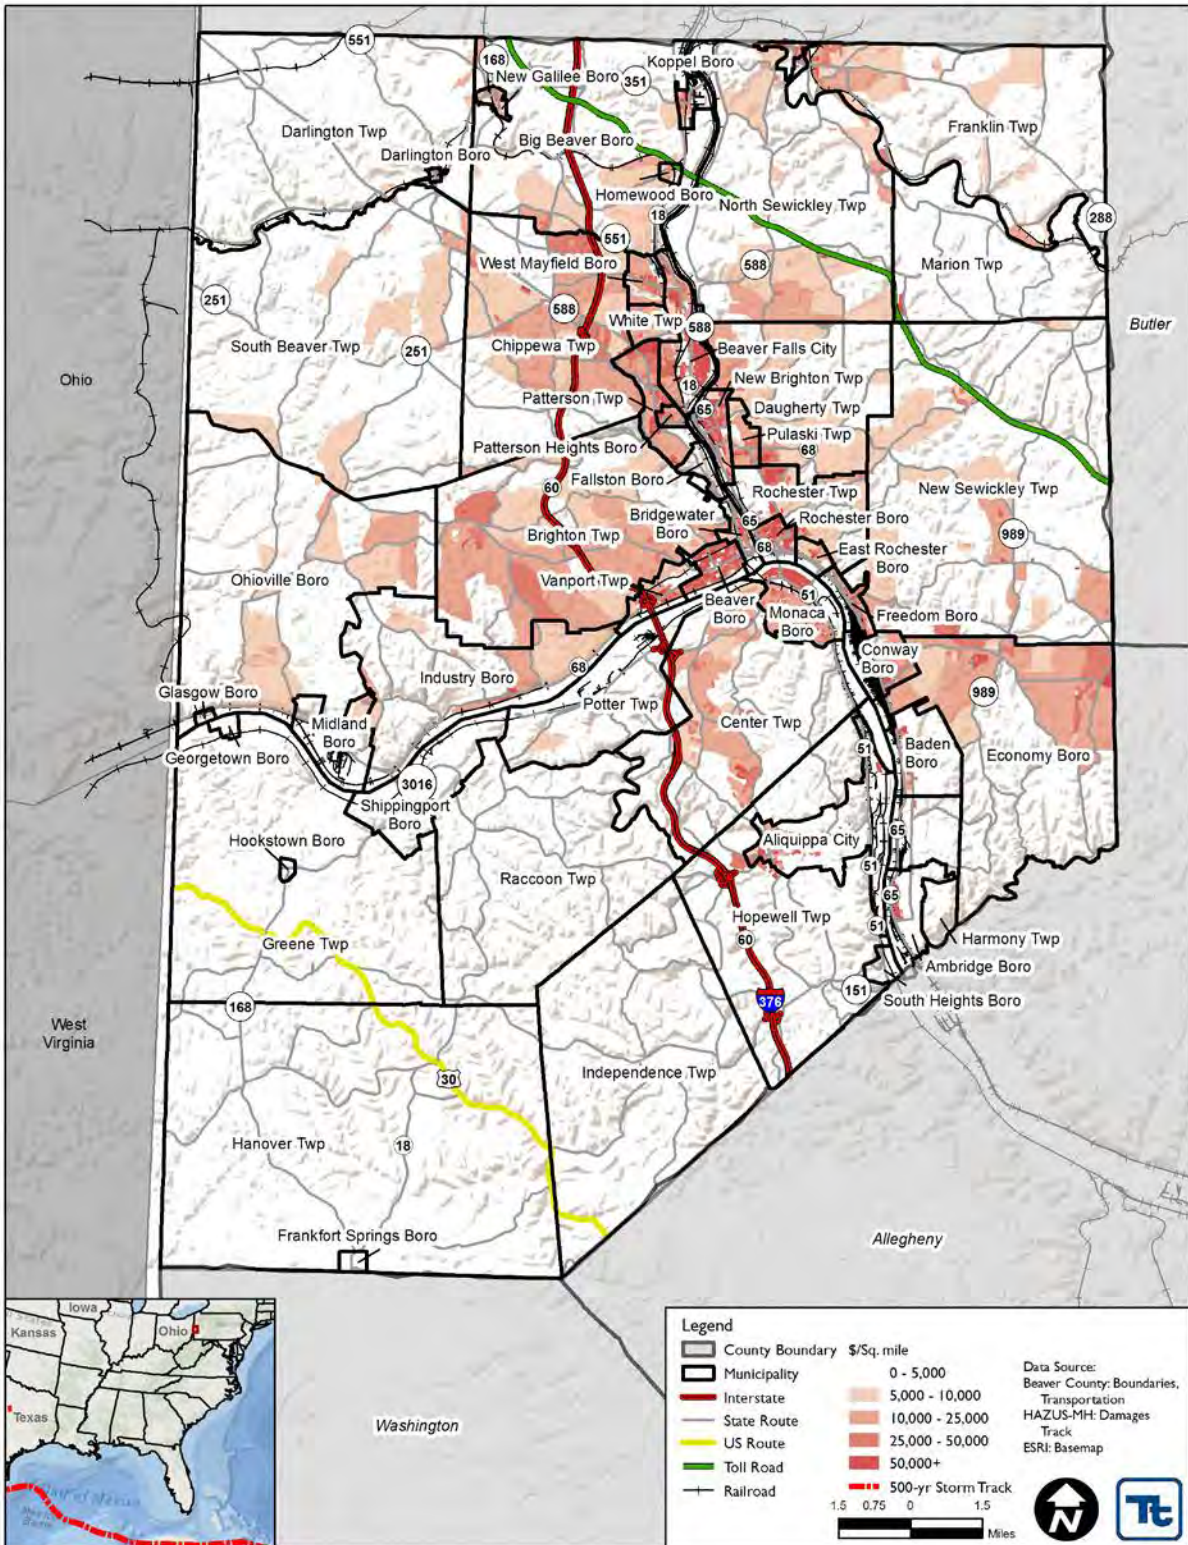 551
168
New Galilee Boro
351
Koppel Boro
Darlington Twp
Franklin Twp
Big Beaver Boro
Darlington Boro
Homewood Boro
North Sewickley Twp
18
288
551
West Mayfield Boro
588
Marion Twp
251
588
White Twp
588
Butler
South Beaver Twp
251
Chippewa Twp
Beaver Falls City
Ohio
18
New Brighton Twp
Patterson Twp
65
Daugherty Twp
Pulaski Twp
Patterson Heights Boro
68
Fallston Boro
60
Rochester Twp
New Sewickley Twp
Bridgewater
Boro
65
Rochester Boro
Brighton Twp
68
989
East Rochester
Boro
Ohioville Boro
Vanport Twp
Beaver
Boro
51
Monaca
Boro
Freedom Boro
Conway
Boro
68
Industry Boro
989
Glasgow Boro
Potter Twp
Midland
Boro
Center Twp
Georgetown Boro
51
Baden
Boro
Economy Boro
3016
Shippingport
Boro
Hookstown Boro
Aliquippa City
65
51
Raccoon Twp
65
Hopewell Twp
51
60
Harmony Twp
Greene Twp
Ambridge Boro
151
South Heights Boro
376
168
West
Virginia
Independence Twp
30
Hanover Twp
18
Frankfort Springs Boro
Allegheny
Washington
Iowa
Kansas
Ohio
Texas
Gulf of Mexico
Legend
County Boundary
Municipality
Interstate
State Route
US Route
Toll Road
Railroad
$/Sq. mile
0 - 5,000
5,000 - 10,000
10,000 - 25,000
25,000 - 50,000
50,000+
500-yr Storm Track
Data Source:
Beaver County: Boundaries,
Transportation
HAZUS-MH: Damages
Track
ESRI: Basemap
1.5 0.75 0 1.5
Miles
N
Tt